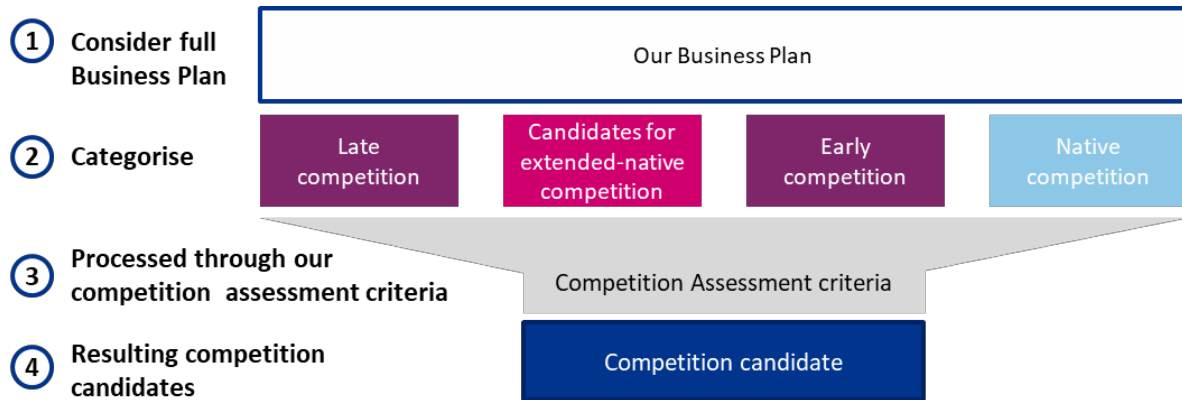 1
Consider full
Business Plan
Our Business Plan
2
Categorise
Late
competition
Candidates for
extended-native
competition
Early
competition
Native
competition
3
Processed through our
competition assessment criteria
Competition Assessment criteria
4
Resulting competition
candidates
Competition candidate